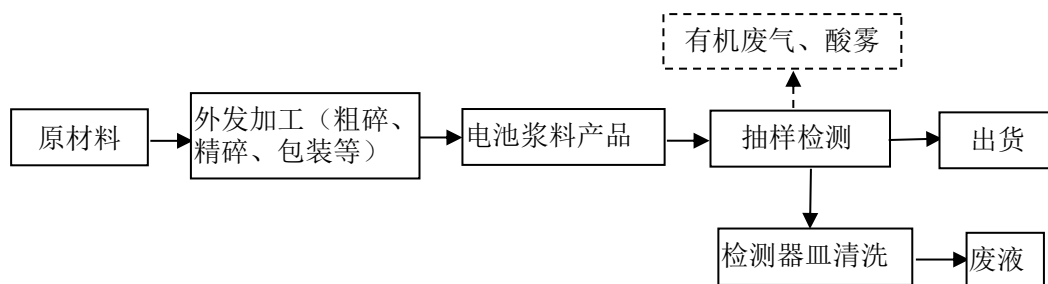 有机废气、酸雾
原材料
外发加工（粗碎、
精碎、包装等）
电池浆料产品
抽样检测
出货
检测器皿清洗
废液